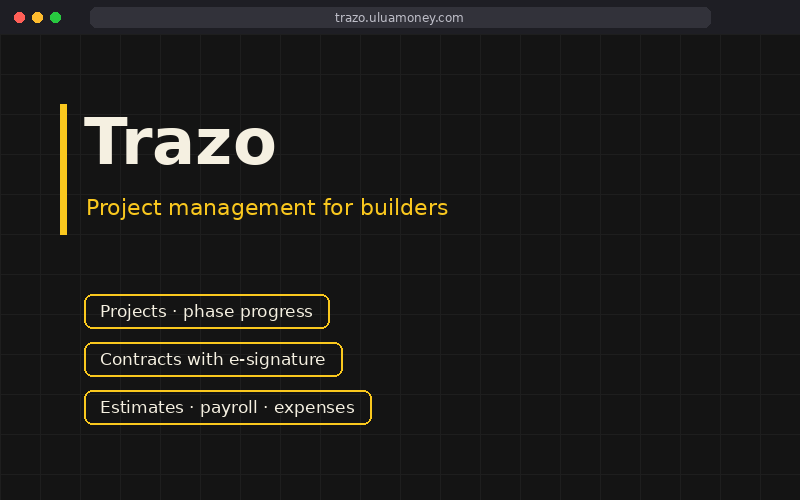 trazo.uluamoney.com
Trazo
Project management for builders
Projects · phase progress
Contracts with e-signature
Estimates · payroll · expenses